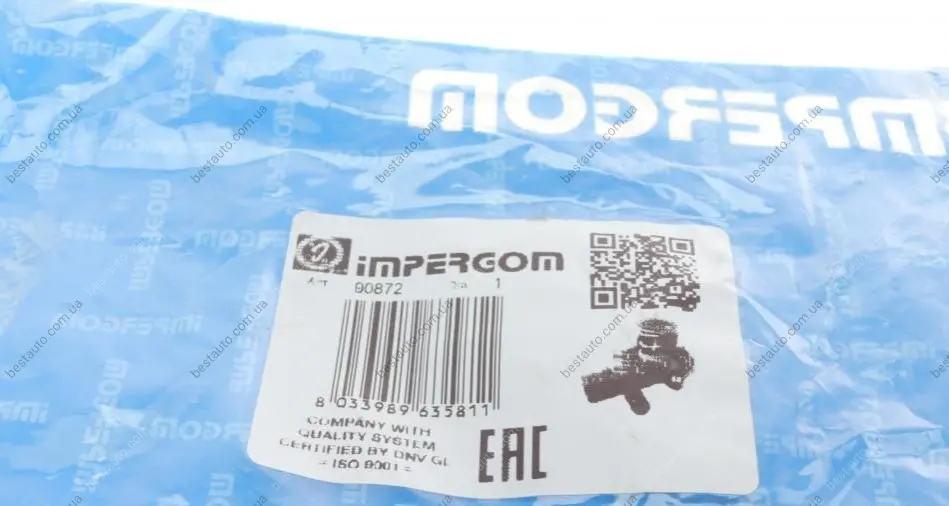 IMPERGOM
IMPERGOM
Art 90872 1
8 033989 635811
COMPANY WITH
QUALITY SYSTEM
CERTIFIED BY DNV GL
= ISO 9001 =
EAC
bestauto.com.ua